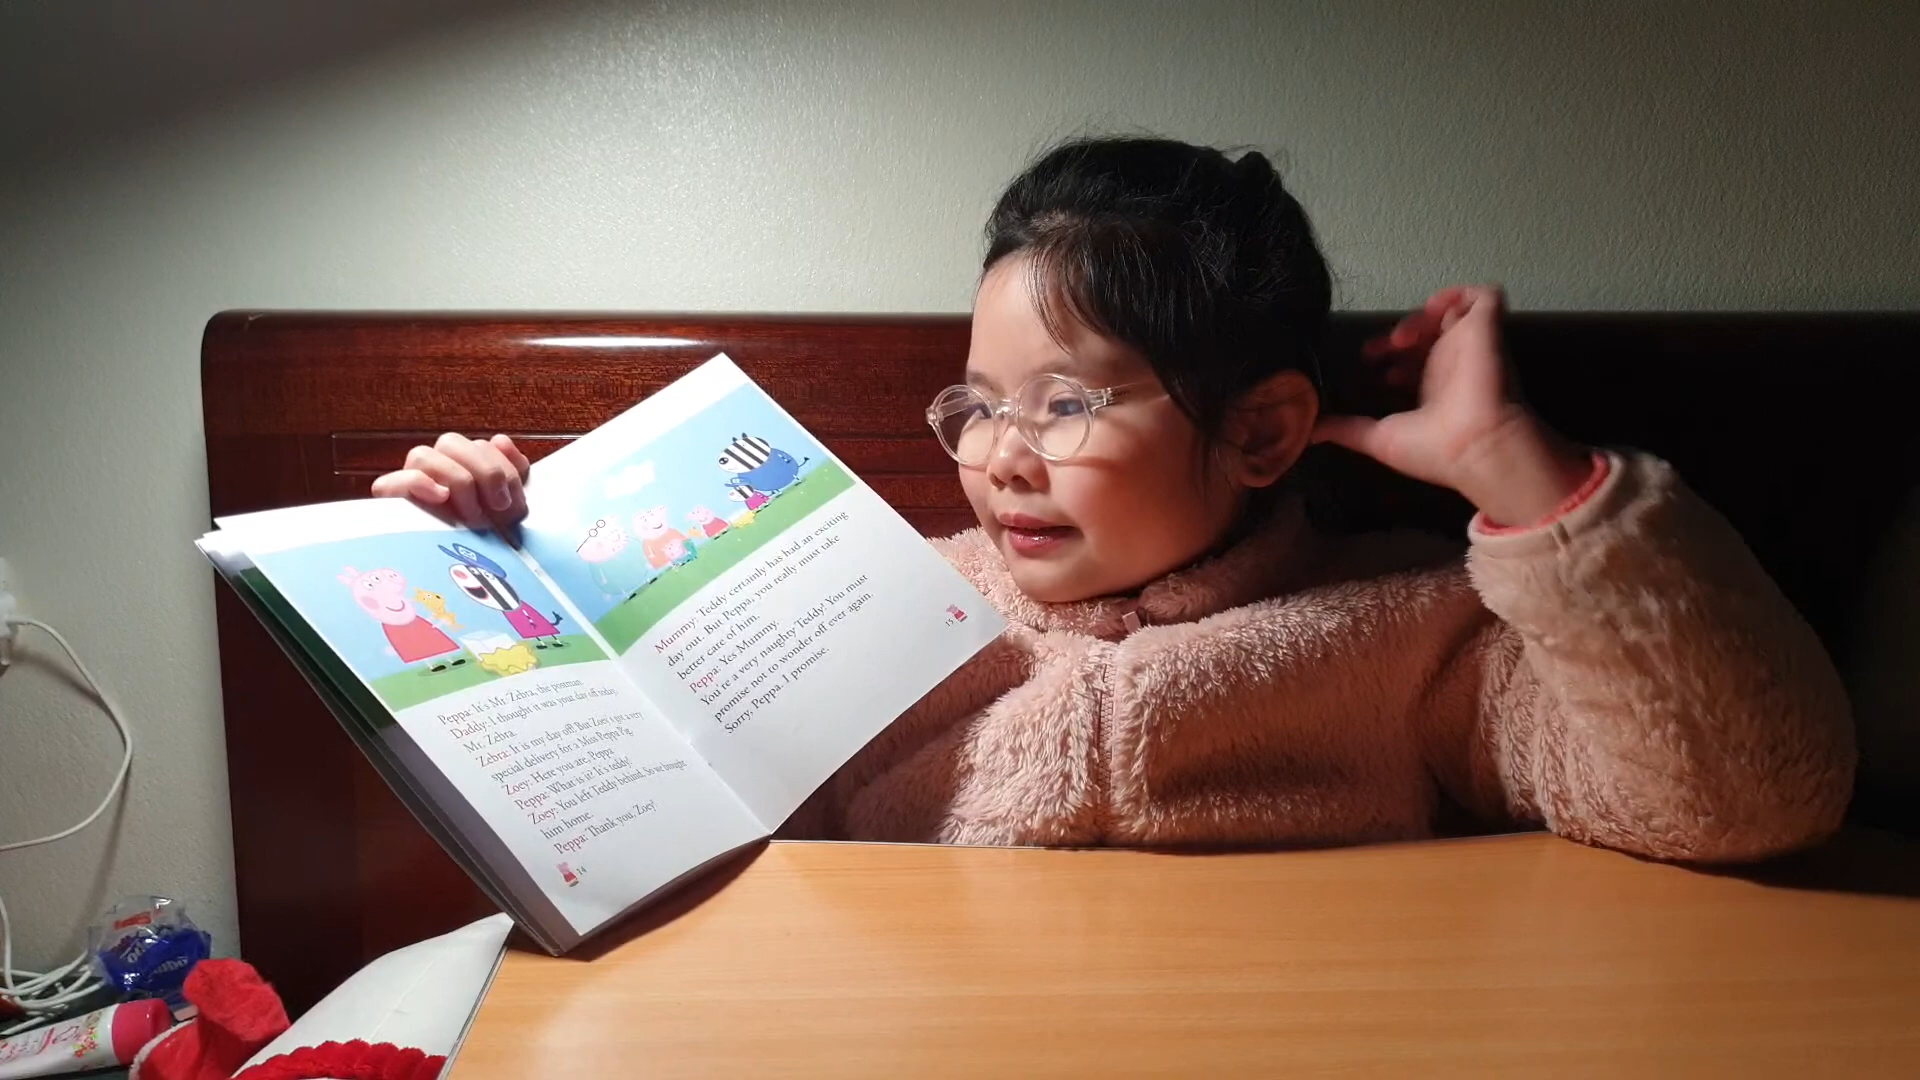 Peppa: It's Mr. Zebra, the postman.
Daddy: I thought it was your day off today,
Mr. Zebra.
Zebra: It is my day off! But Zoey's got a very
special delivery for a Miss Peppa Pig.
Zoey: Here you are, Peppa
Peppa: What is it? It's teddy!
Zoey: You left Teddy behind. So we brought
him home.
Peppa: Thank you, Zoey!
14
Mummy: Teddy certainly has had an exciting
day out. But Peppa, you really must take
better care of him.
Peppa: Yes Mummy.
You're a very naughty Teddy! You must
promise not to wonder off ever again.
Sorry, Peppa. I promise.
15